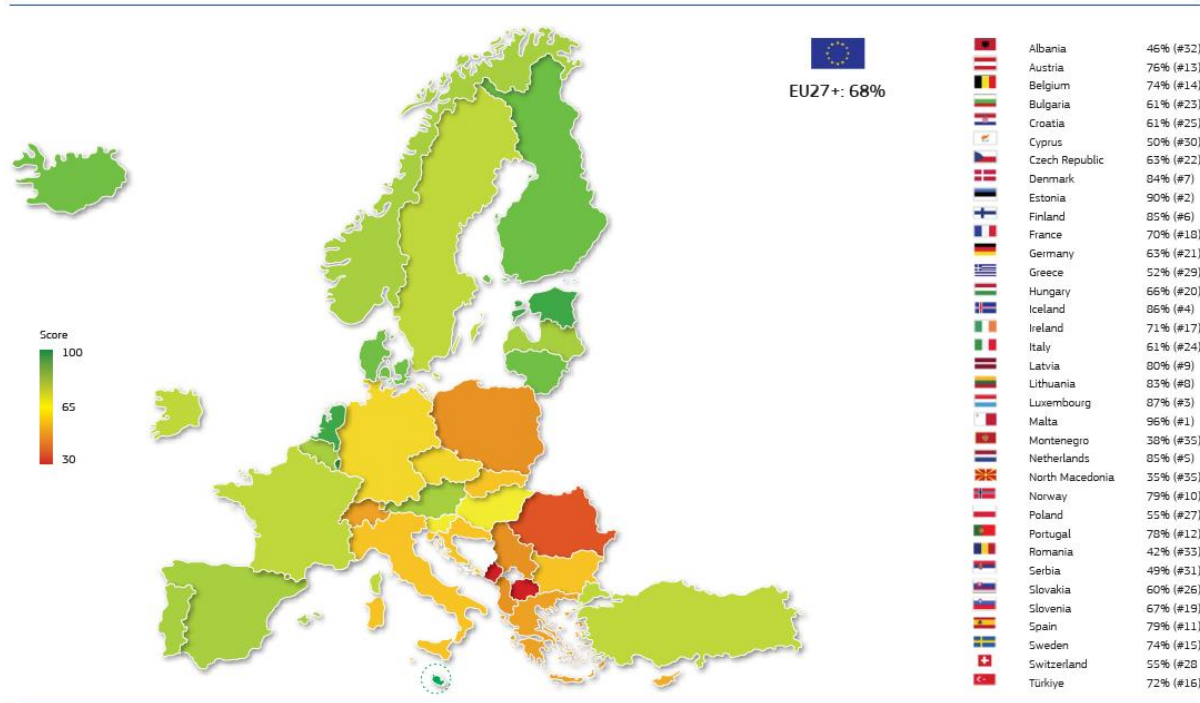 EU27+: 68%
Score
100
65
30
Albania 46% (#32)
Austria 76% (#13)
Belgium 74% (#14)
Bulgaria 61% (#23)
Croatia 61% (#25)
Cyprus 50% (#30)
Czech Republic 63% (#22)
Denmark 84% (#7)
Estonia 90% (#2)
Finland 85% (#6)
France 70% (#18)
Germany 63% (#21)
Greece 52% (#29)
Hungary 66% (#20)
Iceland 86% (#4)
Ireland 71% (#17)
Italy 61% (#24)
Latvia 80% (#9)
Lithuania 83% (#8)
Luxembourg 87% (#3)
Malta 96% (#1)
Montenegro 38% (#35)
Netherlands 85% (#5)
North Macedonia 35% (#35)
Norway 79% (#10)
Poland 55% (#27)
Portugal 78% (#12)
Romania 42% (#33)
Serbia 49% (#31)
Slovakia 60% (#26)
Slovenia 67% (#19)
Spain 79% (#11)
Sweden 74% (#15)
Switzerland 55% (#28
Türkiye 72% (#16)